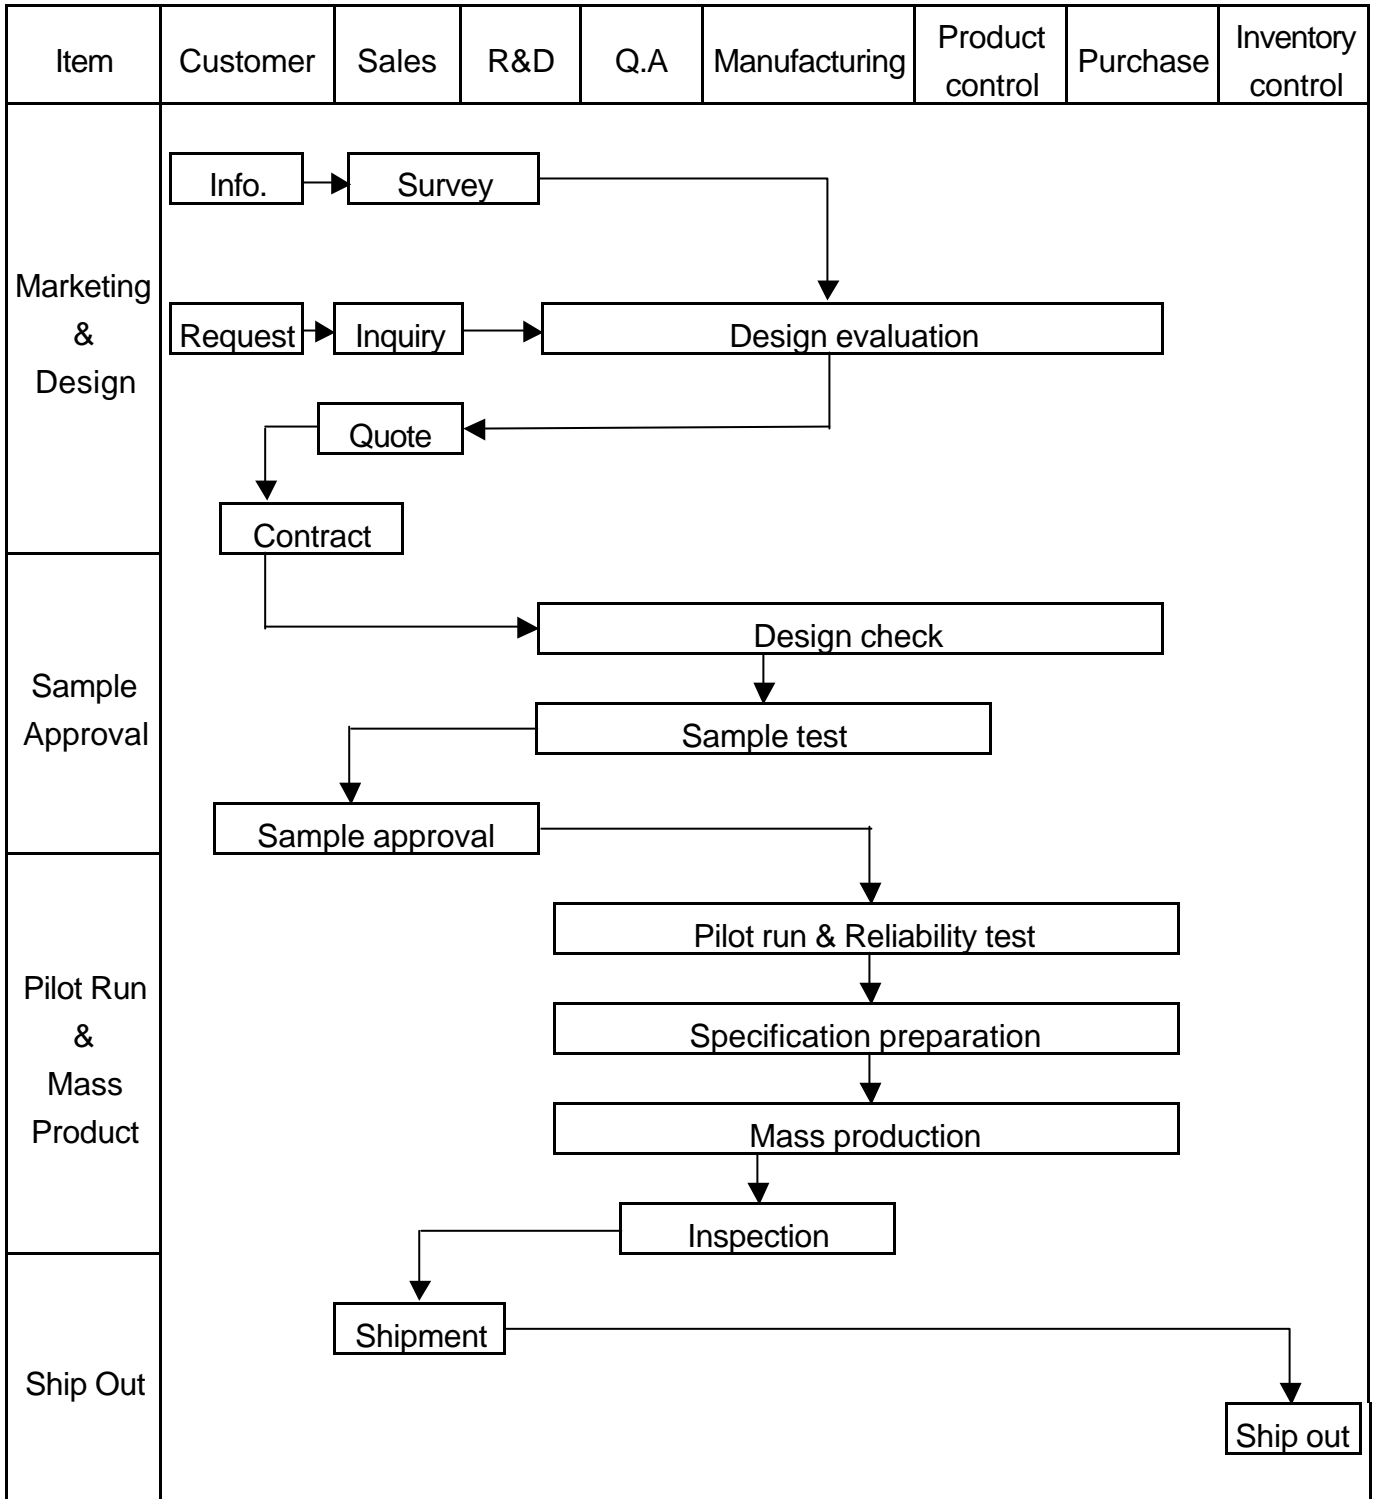 Item
Customer
Sales
R&D
Q.A
Manufacturing
Product
control
Purchase
Inventory
control
Marketing
&
Design
Info.
Survey
Request
Inquiry
Design evaluation
Quote
Contract
Sample
Approval
Design check
Sample test
Sample approval
Pilot Run
&
Mass
Product
Pilot run & Reliability test
Specification preparation
Mass production
Inspection
Ship Out
Shipment
Ship out